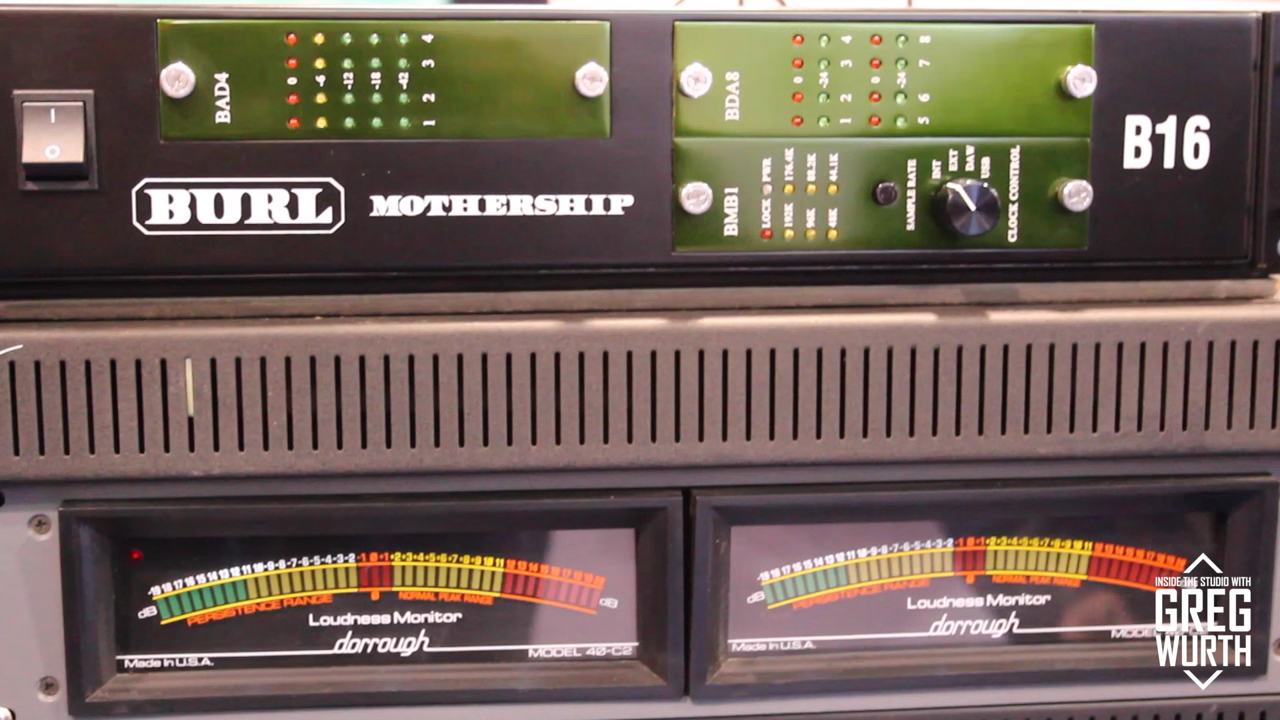 BAD4
0 -6 -12 -18 -42
4
3
2
1
BURL MOTHERSHIP
BDA8
0 -24 0 -24
4 8
3 7
2 6
1 5
BMB1
LOCK PWR
192K 176.4K
96K 88.2K
48K 44.1K
SAMPLE RATE
INT
EXT
DAW
USB
CLOCK CONTROL
B16
dB
PERSISTENCE RANGE
NORMAL PEAK RANGE
dB
Loudness Monitor
dorrough
Made In U.S.A.
MODEL 40-C2
dB
PERSISTENCE RANGE
NORMAL PEAK RANGE
Loudness Monitor
dorrough
Made In U.S.A.
INSIDE THE STUDIO WITH
GREG
WURTH